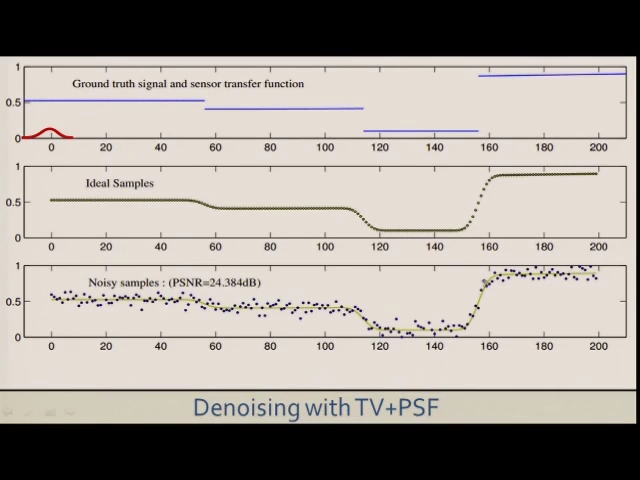 1
0.5
0
Ground truth signal and sensor transfer function
0 20 40 60 80 100 120 140 160 180 200
1
0.5
0
Ideal Samples
0 20 40 60 80 100 120 140 160 180 200
1
0.5
0
Noisy samples : (PSNR=24.384dB)
0 20 40 60 80 100 120 140 160 180 200
Denoising with TV+PSF